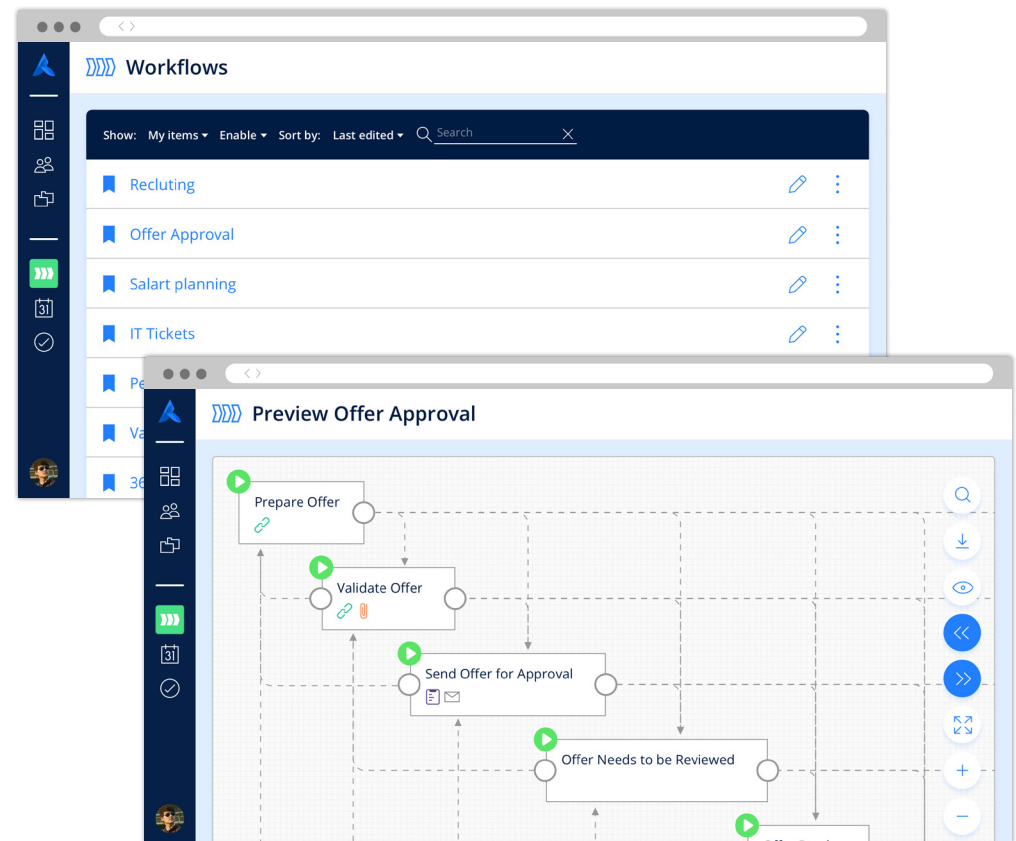 Workflows
Show: My items Enable Sort by: Last edited Search
Recluting
Offer Approval
Salart planning
IT Tickets
Preview Offer Approval
Prepare Offer
Validate Offer
Send Offer for Approval
Offer Needs to be Reviewed
31
31